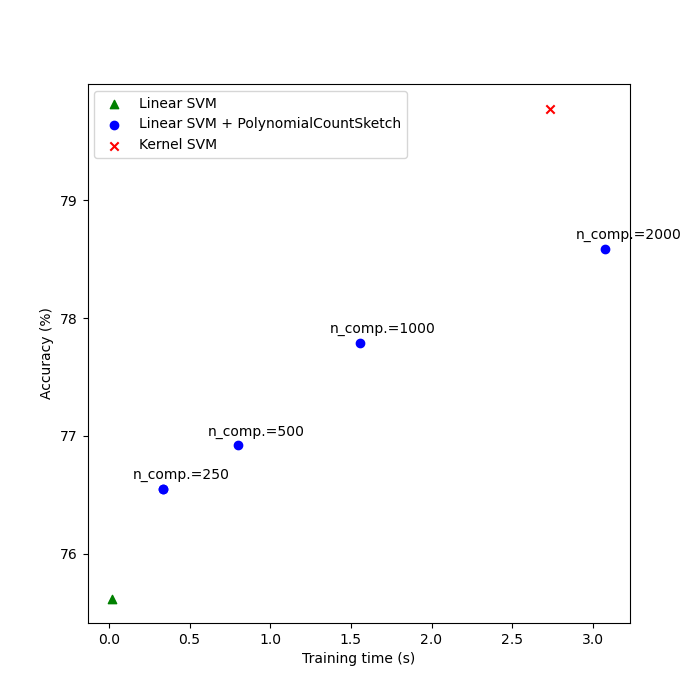 Linear SVM
Linear SVM + PolynomialCountSketch
Kernel SVM
79
78
77
76
Accuracy (%)
n_comp.=2000
n_comp.=1000
n_comp.=500
n_comp.=250
0.0 0.5 1.0 1.5 2.0 2.5 3.0
Training time (s)